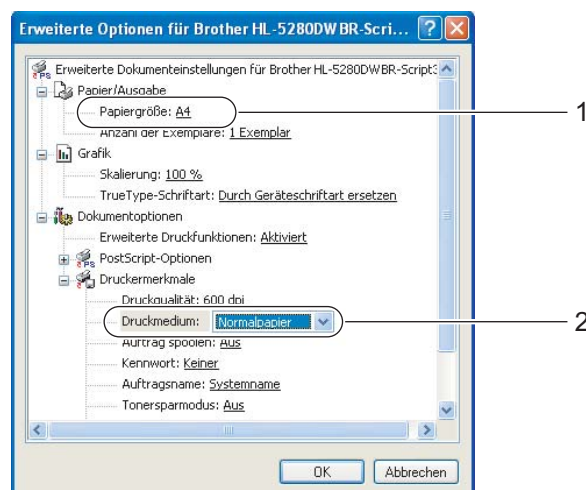 Erweiterte Optionen für Brother HL-5280DW BR-Scri...
Erweiterte Dokumenteinstellungen für Brother HL-5280DW BR-Script3
Papier/Ausgabe
Papiergröße: A4
1
Anzahl der Exemplare: 1 Exemplar
Grafik
Skalierung: 100 %
TrueType-Schriftart: Durch Geräteschriftart ersetzen
Dokumentoptionen
Erweiterte Druckfunktionen: Aktiviert
PostScript-Optionen
Druckermerkmale
Druckqualität: 600 dpi
Druckmedium: Normalpapier
2
Auftrag spoolen: Aus
Kennwort: Keiner
Auftragsname: Systemname
Tonersparmodus: Aus
OK Abbrechen